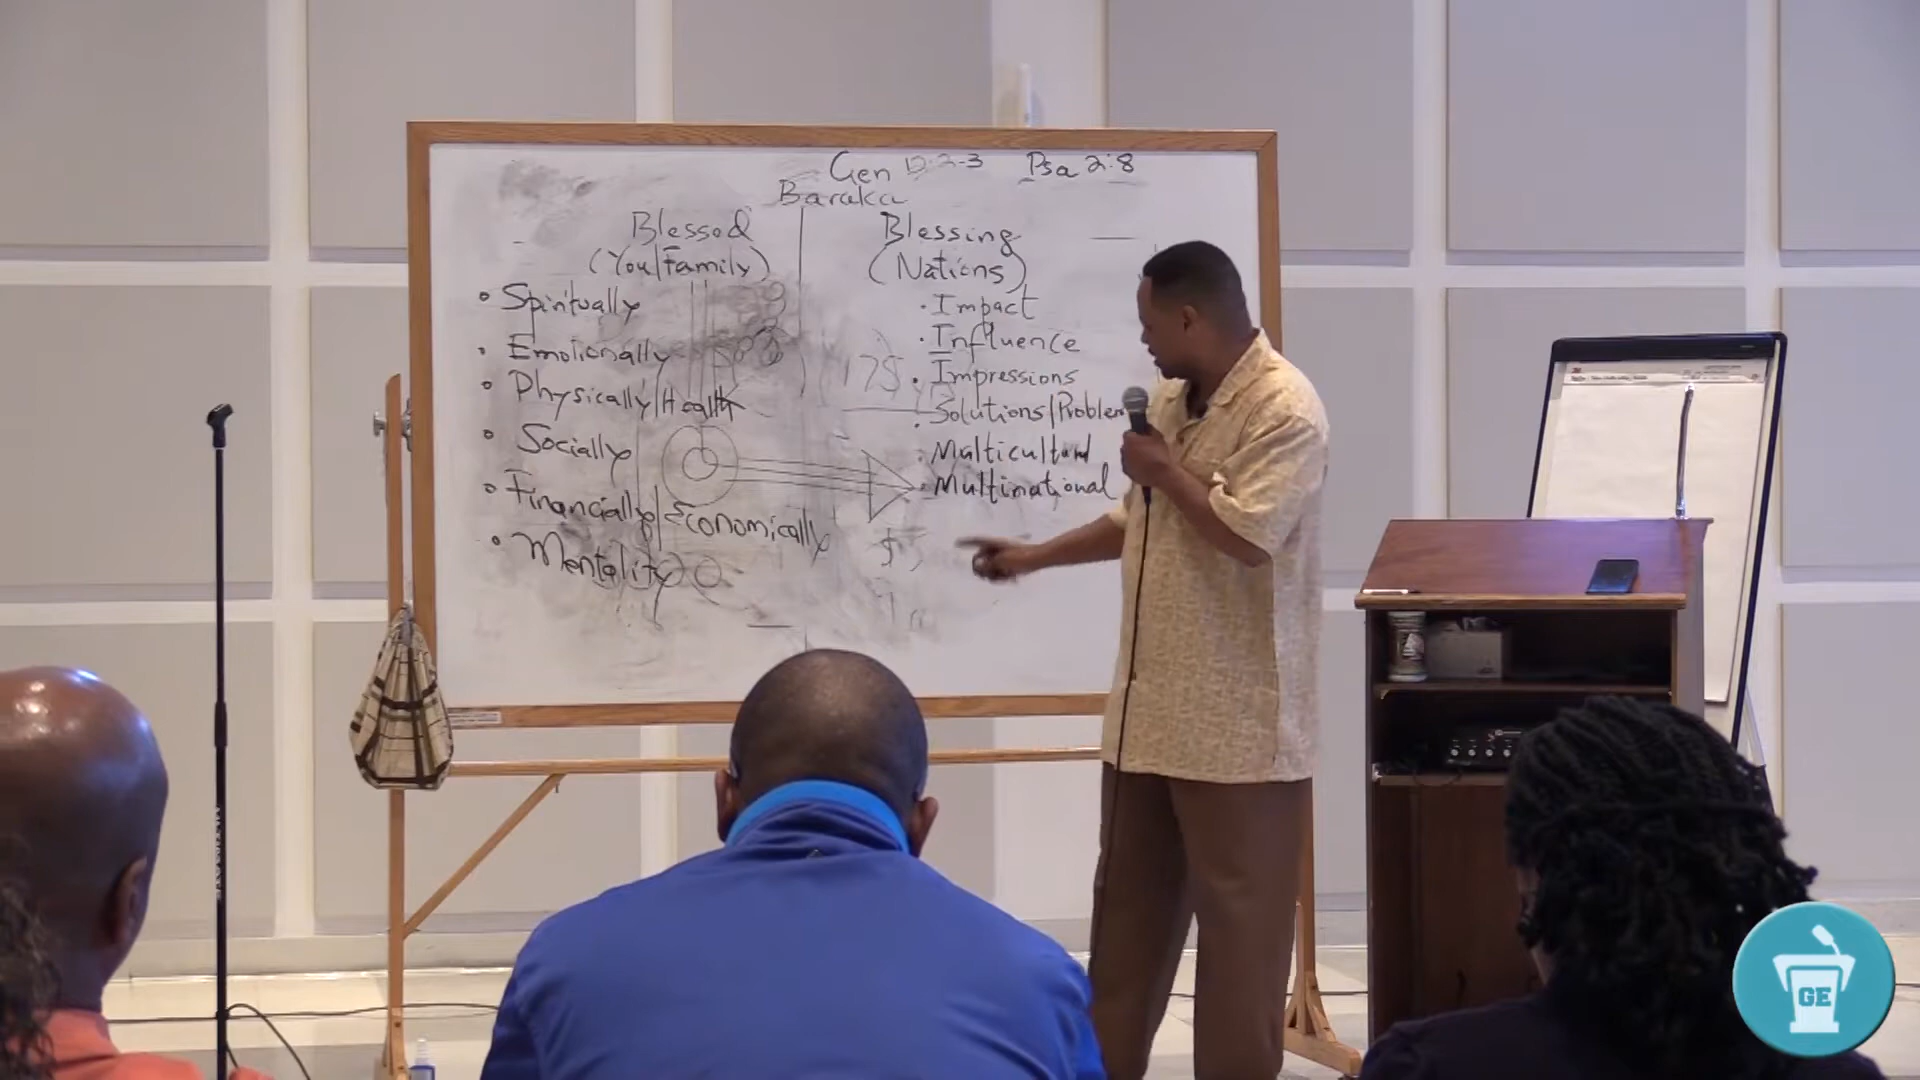 Gen 12:2-3 Psa 2:8
Baraka
Blessed
(You/Family)
• Spiritually
• Emotionally
• Physically/Health
• Socially
• Financially/Economically
• Mentality
Blessing
(Nations)
• Impact
• Influence
• Impressions
• Solutions/Problem
• Multicultural
• Multinational
175
GE